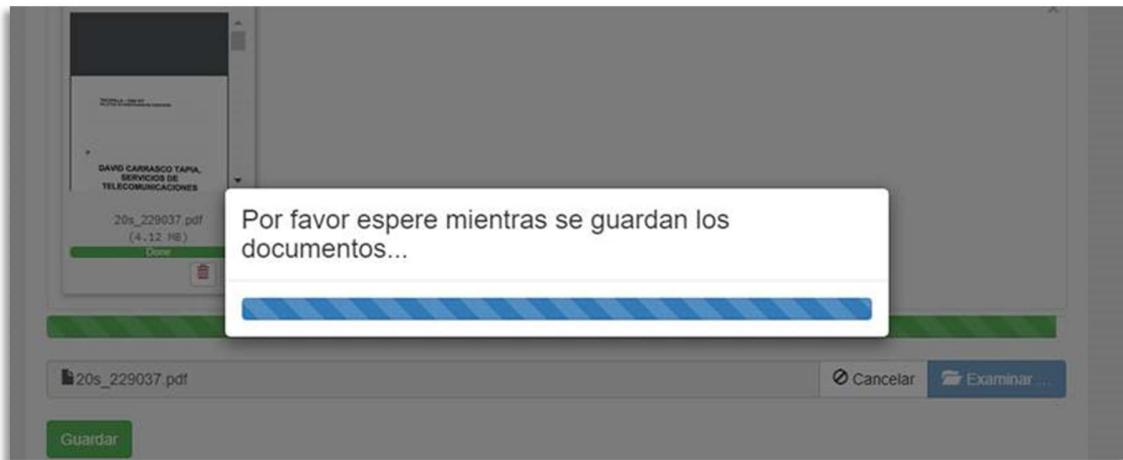 DAVID CARRASCO TAPIA,
SERVICIOS DE
TELECOMUNICACIONES
20s_229037.pdf
(4.12 MB)
Done
Por favor espere mientras se guardan los
documentos...
20s_229037.pdf
Cancelar
Examinar ...
Guardar